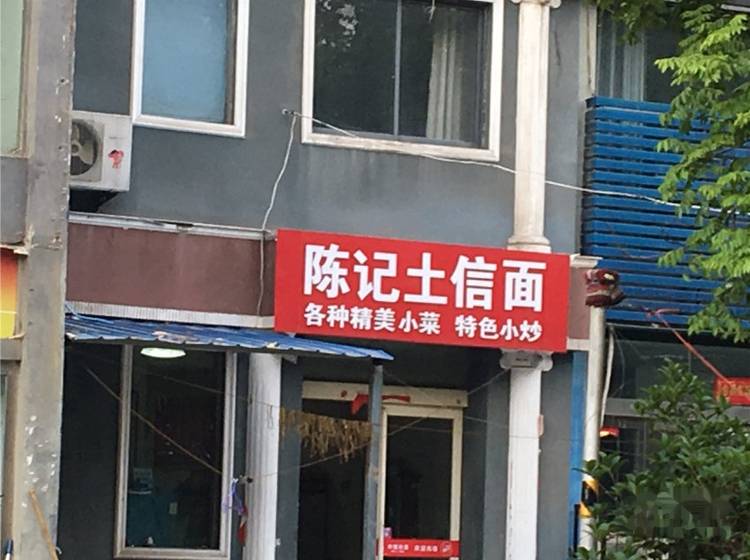 陈记土信面
各种精美小菜 特色小炒